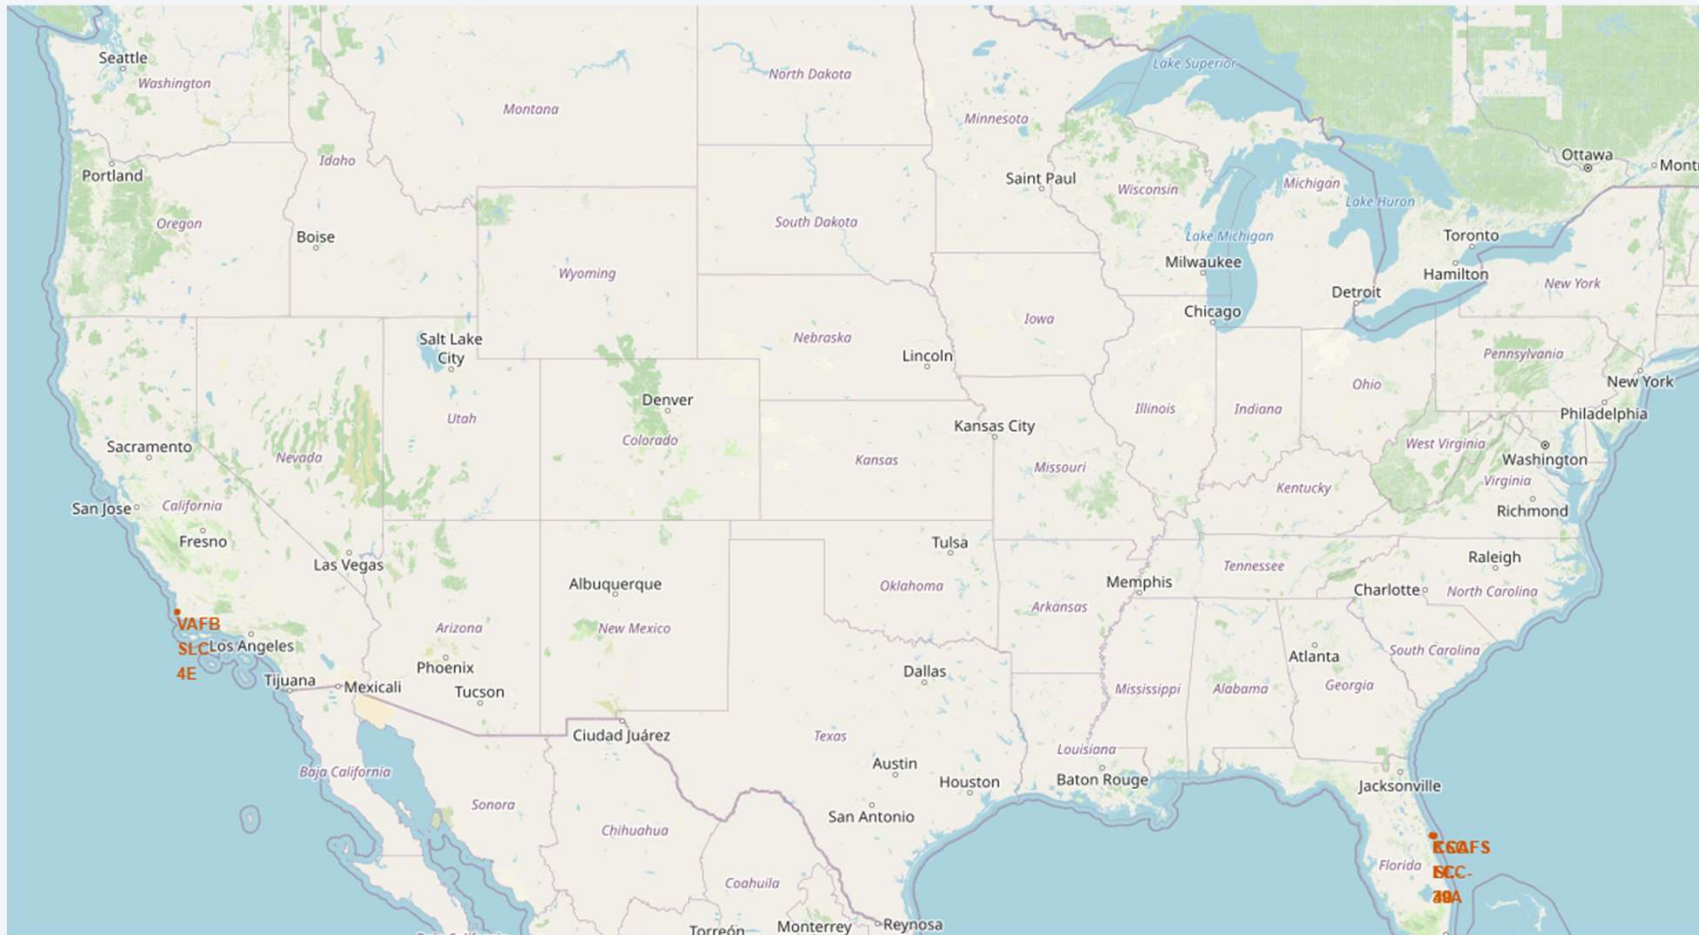 Seattle
Washington
Montana
North Dakota
Minnesota
Lake Superior
Idaho
Portland
Oregon
Boise
Wyoming
South Dakota
Saint Paul
Wisconsin
Michigan
Lake Huron
Lake Michigan
Milwaukee
Ottawa
Toronto
Hamilton
Detroit
Chicago
New York
Salt Lake
City
Nebraska
Iowa
Lincoln
Pennsylvania
New York
Philadelphia
Denver
Utah
Colorado
Kansas City
Kansas
Missouri
Illinois
Indiana
Ohio
West Virginia
Washington
Virginia
Richmond
Kentucky
Sacramento
Nevada
San Jose
California
Fresno
Las Vegas
Albuquerque
Tulsa
Oklahoma
Memphis
Tennessee
Raleigh
Charlotte
North Carolina
Arkansas
VAFB
SLC-
4E
Los Angeles
Arizona
New Mexico
Phoenix
Tucson
Tijuana
Mexicali
Dallas
Atlanta
South Carolina
Mississippi
Alabama
Georgia
Ciudad Juárez
Texas
Louisiana
Austin
Houston
Baton Rouge
Jacksonville
San Antonio
Baja California
Sonora
Chihuahua
Florida
Coahuila
Torreón
Monterrey
Reynosa